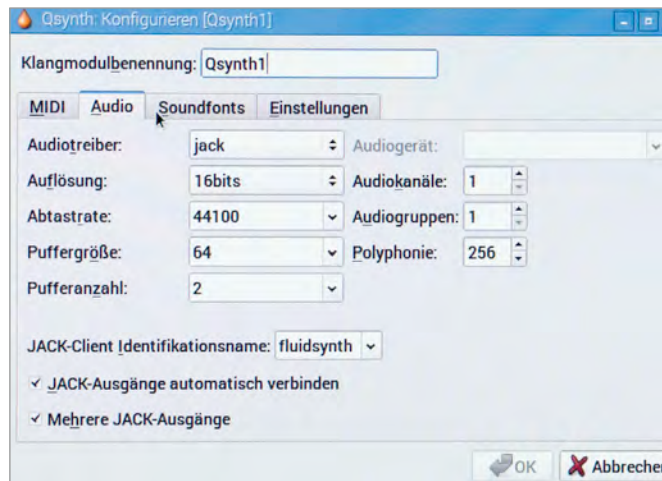 Qsynth: Konfigurieren [Qsynth1]
Klangmodulbenennung: Qsynth1
MIDI Audio Soundfonts Einstellungen
Audiotreiber: jack Audiogerät:
Auflösung: 16bits Audiokanäle: 1
Abtastrate: 44100 Audiogruppen: 1
Puffergröße: 64 Polyphonie: 256
Pufferanzahl: 2
JACK-Client Identifikationsname: fluidsynth
JACK-Ausgänge automatisch verbinden
Mehrere JACK-Ausgänge
OK Abbrechen